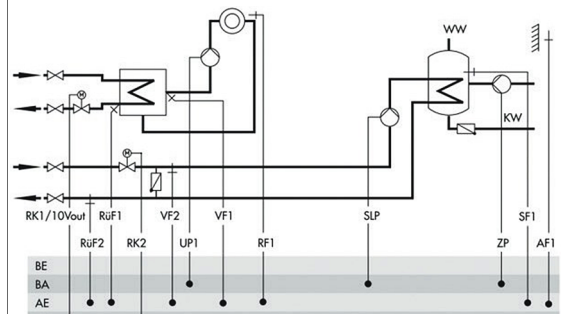 WW
M
KW
M
RK1/10Vout RüF1 VF2 VF1 SLP SF1
RüF2 RK2 UP1 RF1 ZP AF1
BE
BA
AE